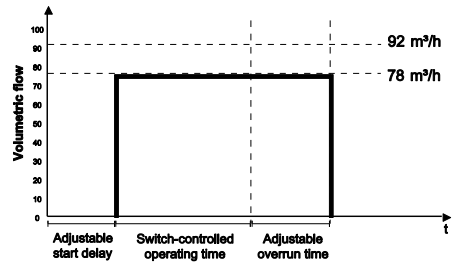 100
92 m³/h
90
80
78 m³/h
70
60
50
40
30
20
10
0
Volumetric flow
t
Adjustable
start delay
Switch-controlled
operating time
Adjustable
overrun time